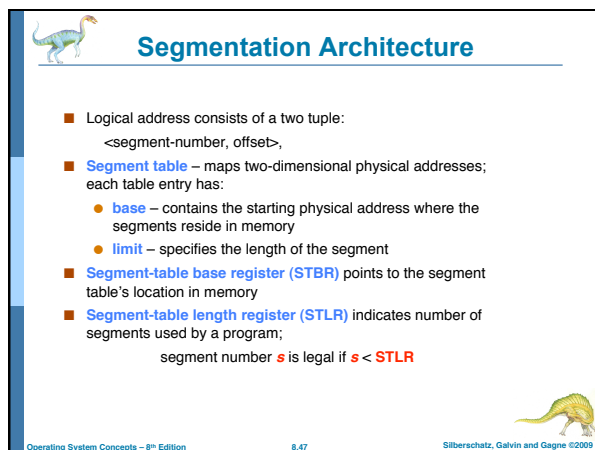 Segmentation Architecture
■ Logical address consists of a two tuple:
<segment-number, offset>,
■ Segment table – maps two-dimensional physical addresses;
each table entry has:
● base – contains the starting physical address where the
segments reside in memory
● limit – specifies the length of the segment
■ Segment-table base register (STBR) points to the segment
table's location in memory
■ Segment-table length register (STLR) indicates number of
segments used by a program;
segment number s is legal if s < STLR
Operating System Concepts – 8th Edition
8.47
Silberschatz, Galvin and Gagne ©2009